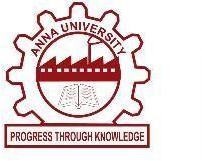 ANNA UNIVERSITY
PROGRESS THROUGH KNOWLEDGE